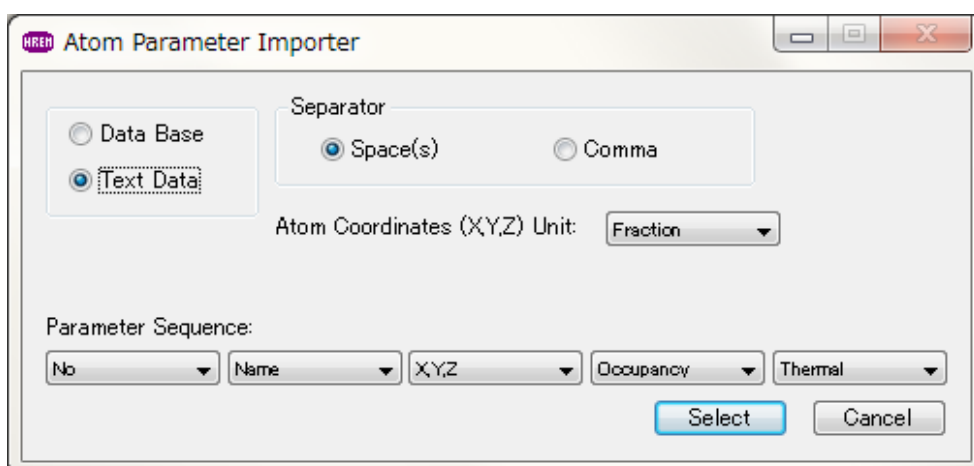 HREM Atom Parameter Importer
Separator
Data Base
Space(s) Comma
Text Data
Atom Coordinates (X,Y,Z) Unit: Fraction
Parameter Sequence:
No Name X,Y,Z Occupancy Thermal
Select Cancel